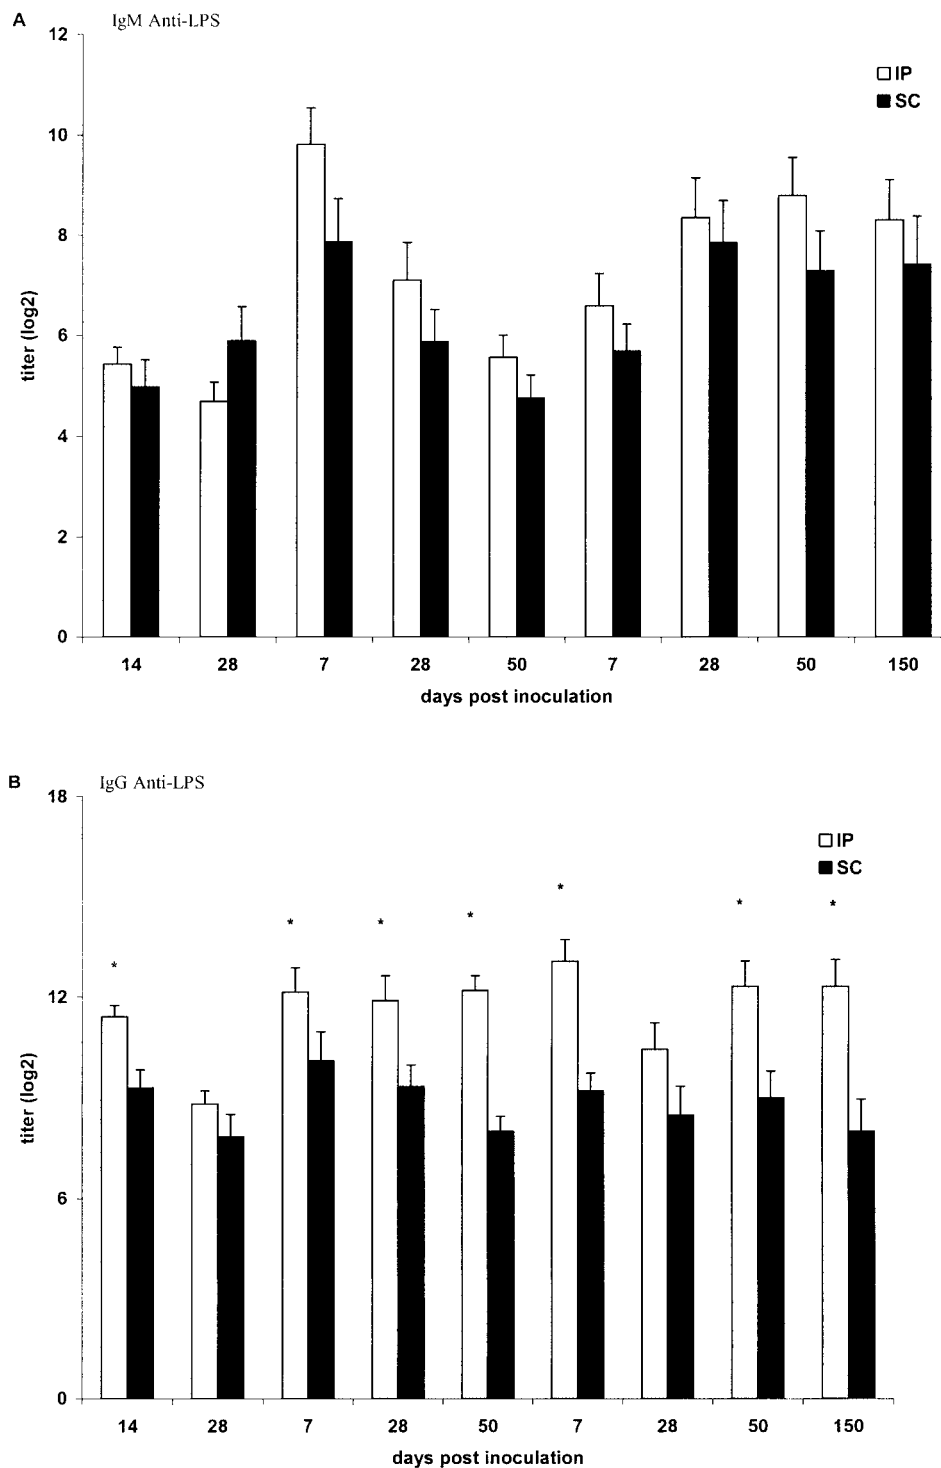 A
IgM Anti-LPS
12
IP
SC
10
8
6
4
2
0
titer (log2)
14 28 7 28 50 7 28 50 150
days post inoculation
B
IgG Anti-LPS
18
IP
SC
* * * * * * *
12
6
0
titer (log2)
14 28 7 28 50 7 28 50 150
days post inoculation